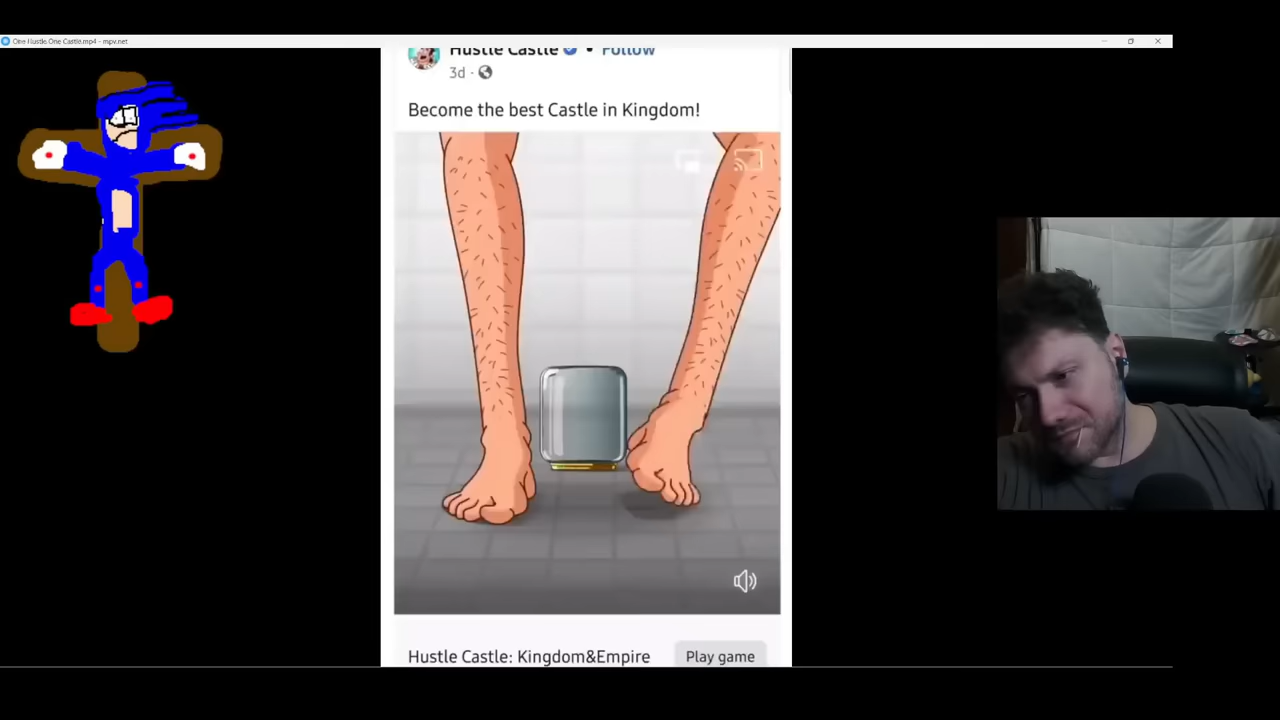 One Hustle One Castle.mp4 - mpv.net
Hustle Castle • Follow
3d ·
Become the best Castle in Kingdom!
Hustle Castle: Kingdom&Empire
Play game